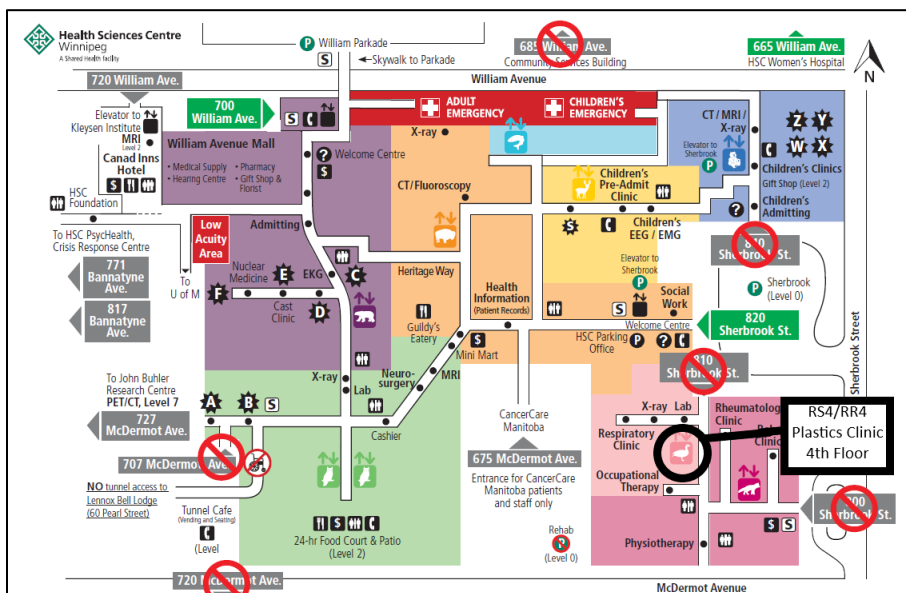 Health Sciences Centre
Winnipeg
A Shared Health facility
P William Parkade
S
Skywalk to Parkade
685 William Ave.
Community Services Building
665 William Ave.
HSC Women's Hospital
N
720 William Ave.
William Avenue
Elevator to
Kleysen Institute
MRI
Level 2
Canad Inns
Hotel
$
700
William Ave.
S
ADULT
EMERGENCY
CHILDREN'S
EMERGENCY
William Avenue Mall
• Medical Supply
• Pharmacy
• Hearing Centre
• Gift Shop &
Florist
? Welcome Centre
$
X-ray
CT/Fluoroscopy
CT / MRI /
X-ray
Elevator to
Sherbrook
P
Z Y
W X
Children's Clinics
Gift Shop (Level 2)
Children's
Admitting
?
Children's
Pre-Admit
Clinic
S
Children's
EEG / EMG
HSC
Foundation
To HSC PsycHealth,
Crisis Response Centre
771
Bannatyne
Ave.
817
Bannatyne
Ave.
To
U of M
Low
Acuity
Area
Admitting
Nuclear
Medicine
E
EKG
C
F
Cast
Clinic
D
Heritage Way
Guildy's
Eatery
Health
Information
(Patient Records)
$
Mini Mart
Elevator to
Sherbrook
P
S
Social
Work
Welcome Centre
HSC Parking
Office
P ?
840
Sherbrook St.
P Sherbrook
(Level 0)
820
Sherbrook St.
810
Sherbrook St.
Sherbrook Street
X-ray
Lab
Neuro-
surgery
MRI
Cashier
To John Buhler
Research Centre
PET/CT, Level 7
727
McDermot Ave.
A B S
707 McDermot Ave.
NO tunnel access to
Lennox Bell Lodge
(60 Pearl Street)
Tunnel Cafe
(Vending and Seating)
(Level
$
24-hr Food Court & Patio
(Level 2)
CancerCare
Manitoba
675 McDermot Ave.
Entrance for CancerCare
Manitoba patients
and staff only
Rehab
P
(Level 0)
X-ray Lab
Respiratory
Clinic
Occupational
Therapy
Physiotherapy
Rheumatology
Clinic
Clinic
RS4/RR4
Plastics Clinic
4th Floor
Sherbrook St.
$ S
720 McDermot Ave.
McDermot Avenue